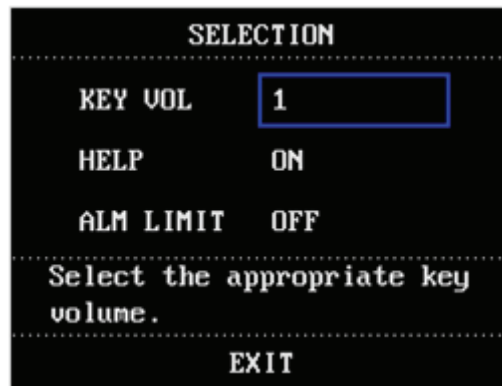 SELECTION
KEY VOL 1
HELP ON
ALM LIMIT OFF
Select the appropriate key
volume.
EXIT